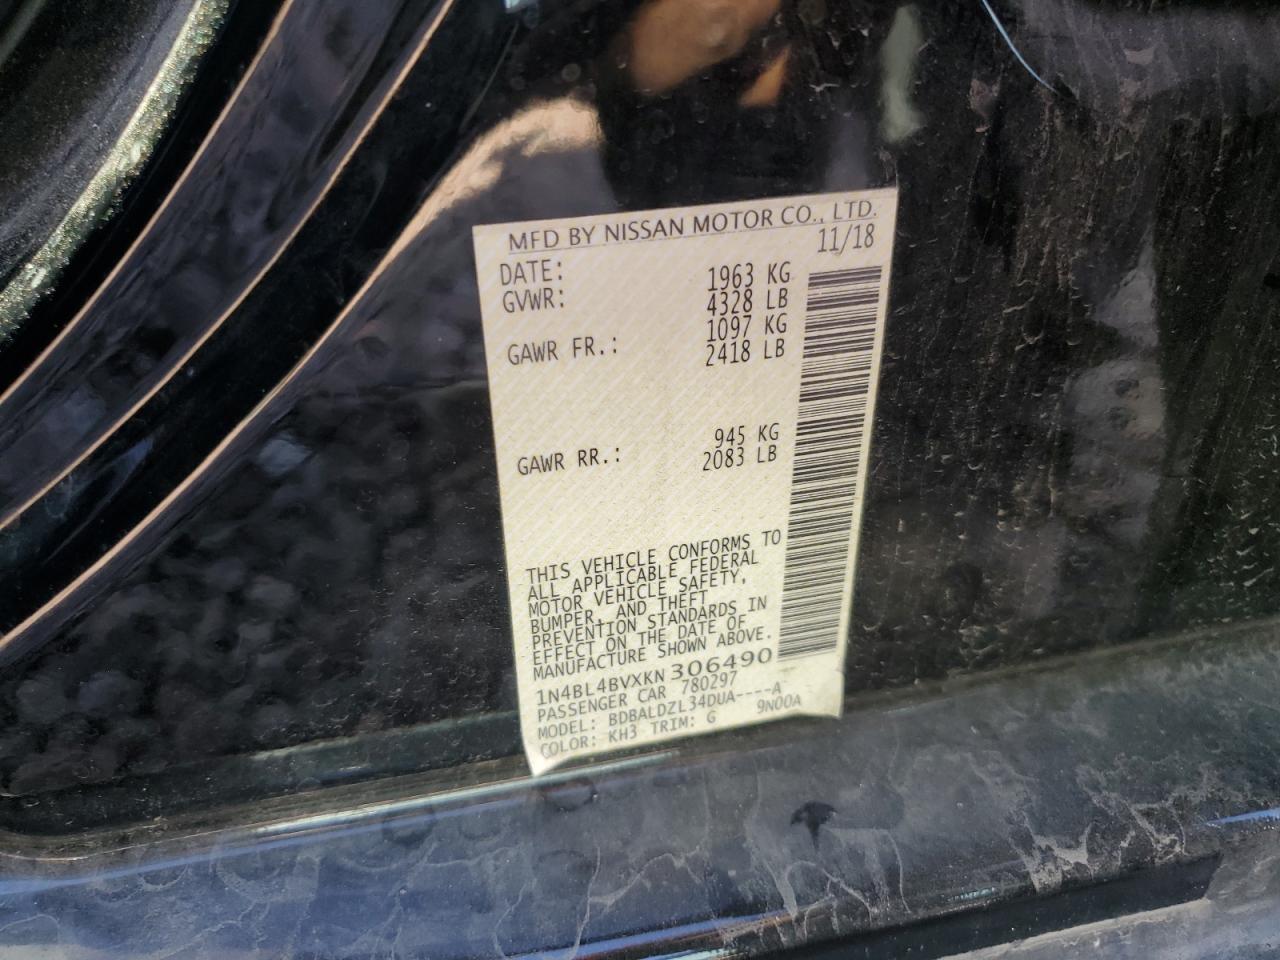 MFD BY NISSAN MOTOR CO., LTD.
DATE: 11/18
GVWR: 1963 KG
4328 LB
GAWR FR.: 1097 KG
2418 LB
GAWR RR.: 945 KG
2083 LB
THIS VEHICLE CONFORMS TO
ALL APPLICABLE FEDERAL
MOTOR VEHICLE SAFETY,
BUMPER, AND THEFT
PREVENTION STANDARDS IN
EFFECT ON THE DATE OF
MANUFACTURE SHOWN ABOVE.
1N4BL4BVXKN306490
PASSENGER CAR 780297
MODEL: BDBALDZL34DUA----A
COLOR: KH3 TRIM: G 9N00A